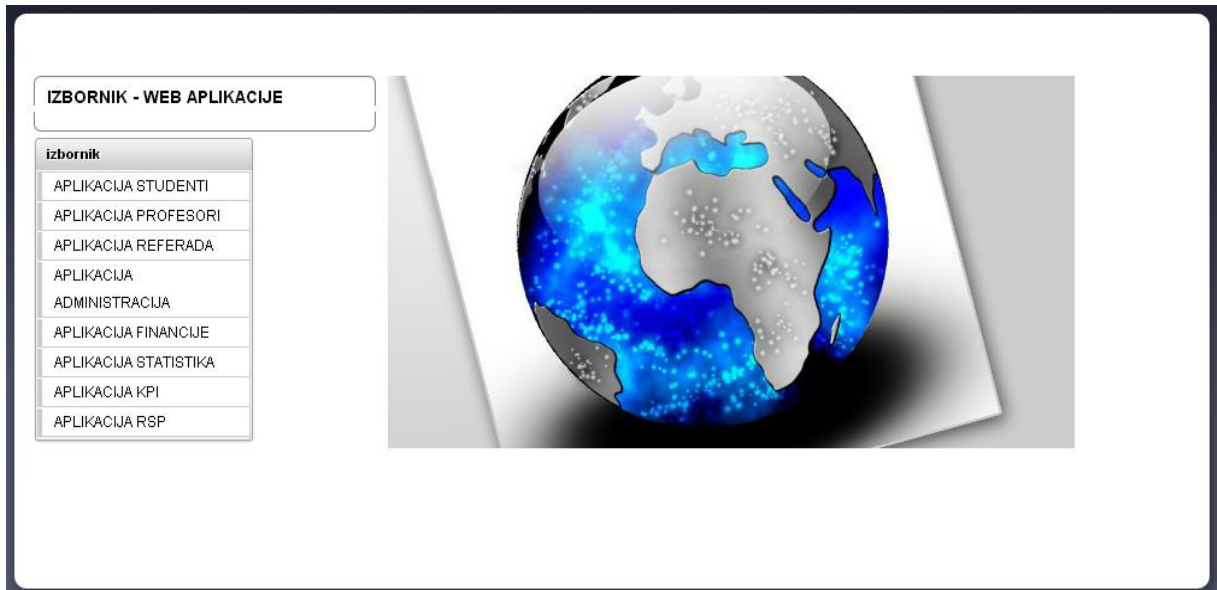 IZBORNIK - WEB APLIKACIJE
izbornik
APLIKACIJA STUDENTI
APLIKACIJA PROFESORI
APLIKACIJA REFERADA
APLIKACIJA
ADMINISTRACIJA
APLIKACIJA FINANCIJE
APLIKACIJA STATISTIKA
APLIKACIJA KPI
APLIKACIJA RSP